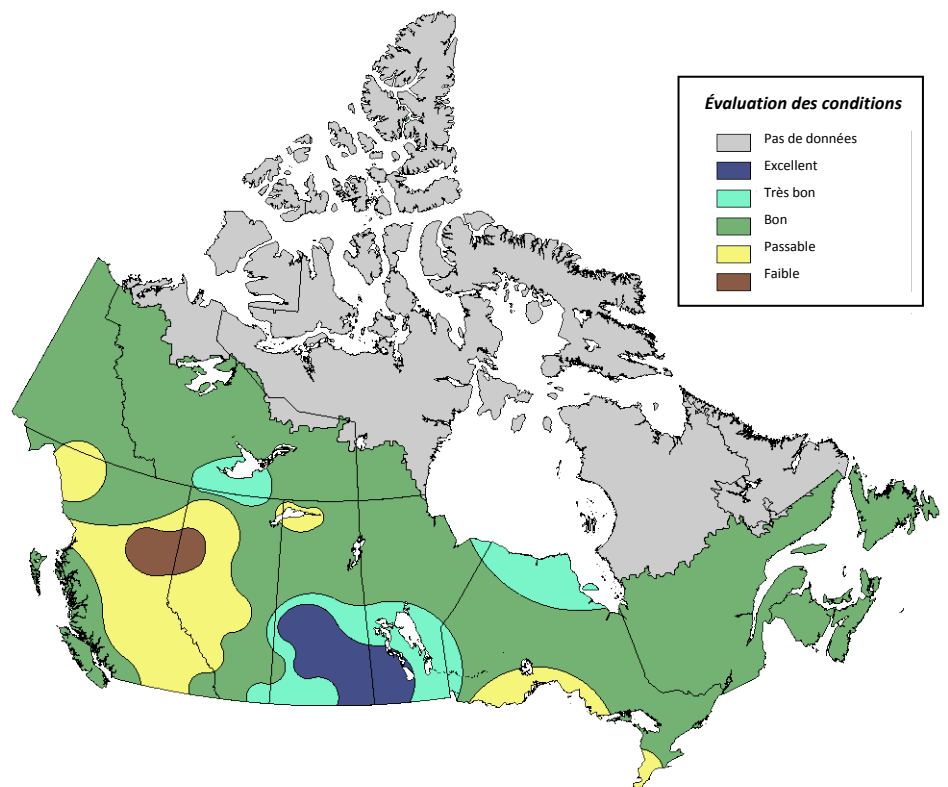 Évaluation des conditions
Pas de données
Excellent
Très bon
Bon
Passable
Faible